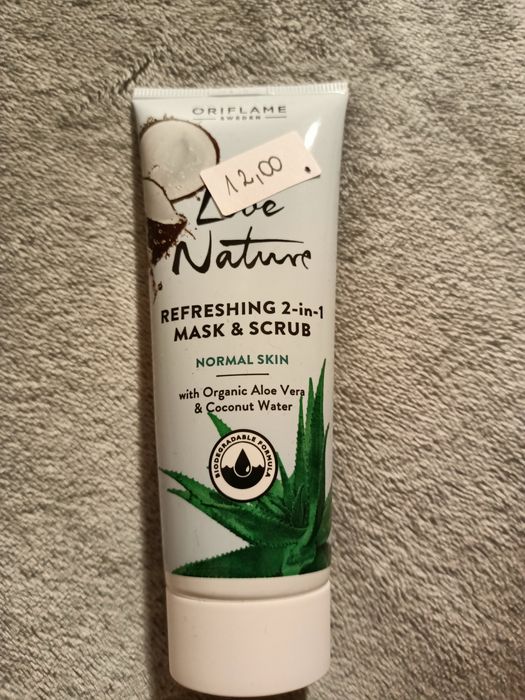 ORIFLAME
SWEDEN
12,00
Love
Nature
REFRESHING 2-in-1
MASK & SCRUB
NORMAL SKIN
with Organic Aloe Vera
& Coconut Water
BIODEGRADABLE FORMULA